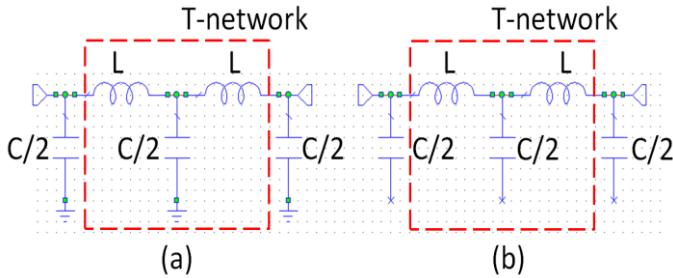 T-network T-network
L L L L
C/2 C/2 C/2 C/2 C/2 C/2
(a) (b)